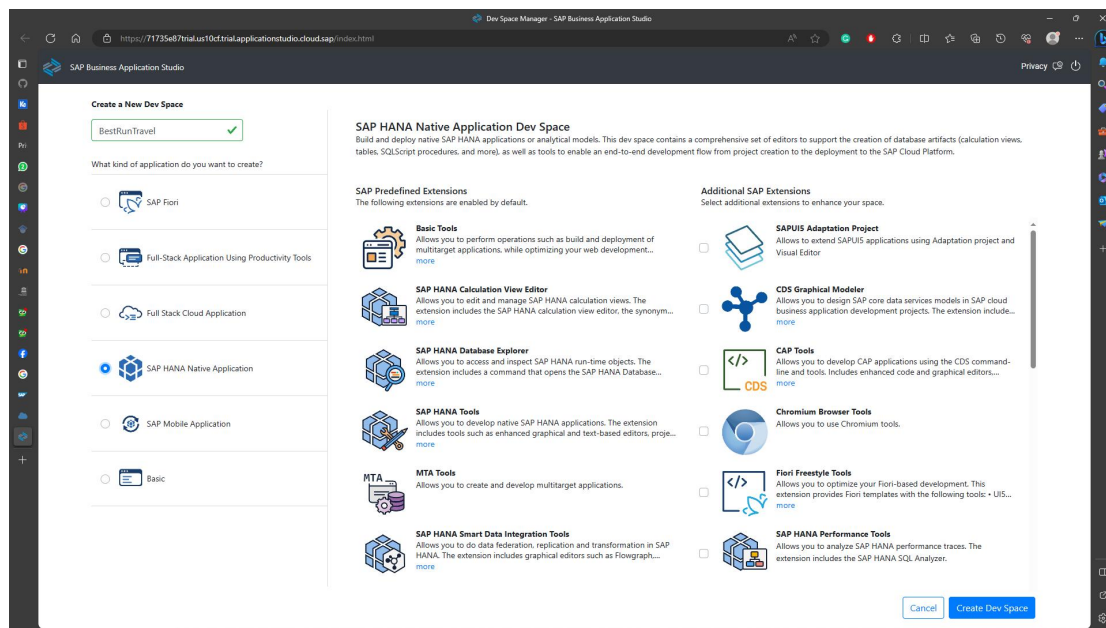 Dev Space Manager - SAP Business Application Studio
https://71735e87trial.us10cf.trial.applicationstudio.cloud.sap/index.html
SAP Business Application Studio
Privacy
Create a New Dev Space
BestRunTravel
What kind of application do you want to create?
SAP Fiori
Full-Stack Application Using Productivity Tools
Full Stack Cloud Application
SAP HANA Native Application
SAP Mobile Application
Basic
SAP HANA Native Application Dev Space
Build and deploy native SAP HANA applications or analytical models. This dev space contains a comprehensive set of editors to support the creation of database artifacts (calculation views,
tables, SQLScript procedures, and more), as well as tools to enable an end-to-end development flow from project creation to the deployment to the SAP Cloud Platform.
SAP Predefined Extensions
The following extensions are enabled by default.
Basic Tools
Allows you to perform operations such as build and deployment of
multitarget applications, while optimizing your web development...
more
SAP HANA Calculation View Editor
Allows you to edit and manage SAP HANA calculation views. The
extension includes the SAP HANA calculation view editor, the synonym...
more
SAP HANA Database Explorer
Allows you to access and inspect SAP HANA run-time objects. The
extension includes a command that opens the SAP HANA Database...
more
SAP HANA Tools
Allows you to develop native SAP HANA applications. The extension
includes tools such as enhanced graphical and text-based editors, proje...
more
MTA
MTA Tools
Allows you to create and develop multitarget applications.
SAP HANA Smart Data Integration Tools
Allows you to do data federation, replication and transformation in SAP
HANA. The extension includes graphical editors such as Flowgraph,...
more
Additional SAP Extensions
Select additional extensions to enhance your space.
SAPUI5 Adaptation Project
Allows to extend SAPUI5 applications using Adaptation project and
Visual Editor
CDS Graphical Modeler
Allows you to design SAP core data services models in SAP cloud
business application development projects. The extension include...
more
</>
CDS
CAP Tools
Allows you to develop CAP applications using the CDS command-
line and tools. Includes enhanced code and graphical editors,...
more
Chromium Browser Tools
Allows you to use Chromium tools.
</>
Fiori Freestyle Tools
Allows you to optimize your Fiori-based development. This
extension provides Fiori templates with the following tools: • UI5...
more
SAP HANA Performance Tools
Allows you to analyze SAP HANA performance traces. The
extension includes the SAP HANA SQL Analyzer.
Cancel
Create Dev Space
Pri